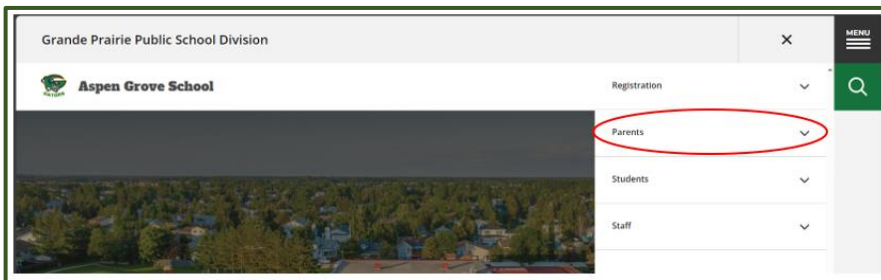 Grande Prairie Public School Division
MENU
Aspen Grove School
Registration
Parents
Students
Staff